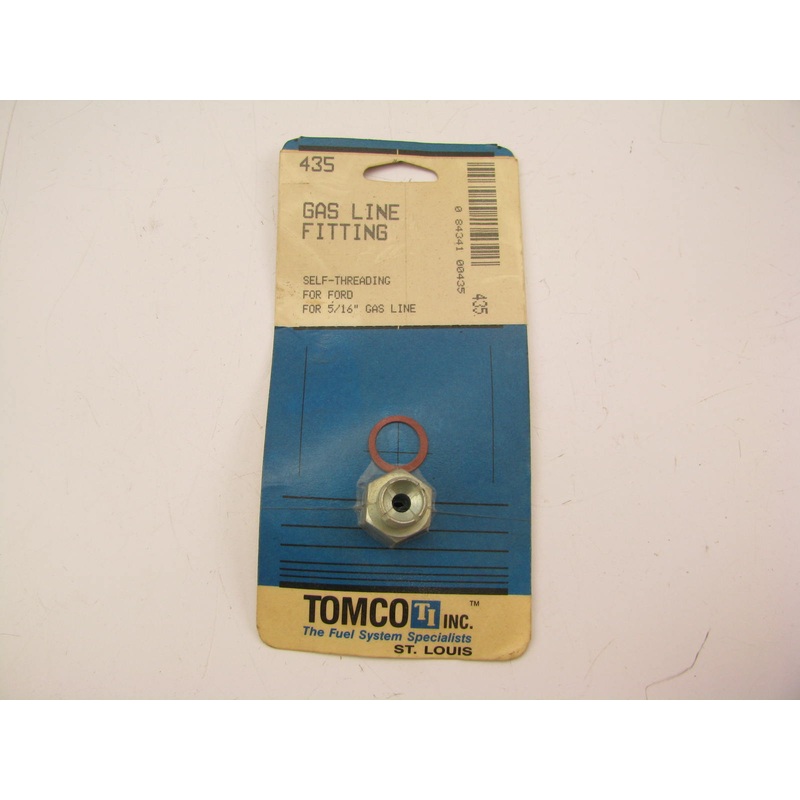 435
GAS LINE
FITTING
SELF-THREADING
FOR FORD
FOR 5/16" GAS LINE
0 84341 00435
435
TOMCO TI INC.™
The Fuel System Specialists
ST. LOUIS